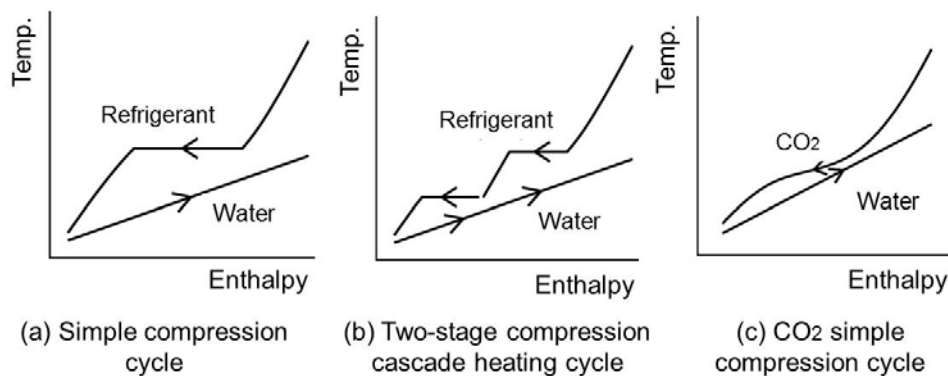 Temp.
Refrigerant
Water
Enthalpy
(a) Simple compression
cycle
Temp.
Refrigerant
Water
Enthalpy
(b) Two-stage compression
cascade heating cycle
Temp.
CO₂
Water
Enthalpy
(c) CO₂ simple
compression cycle